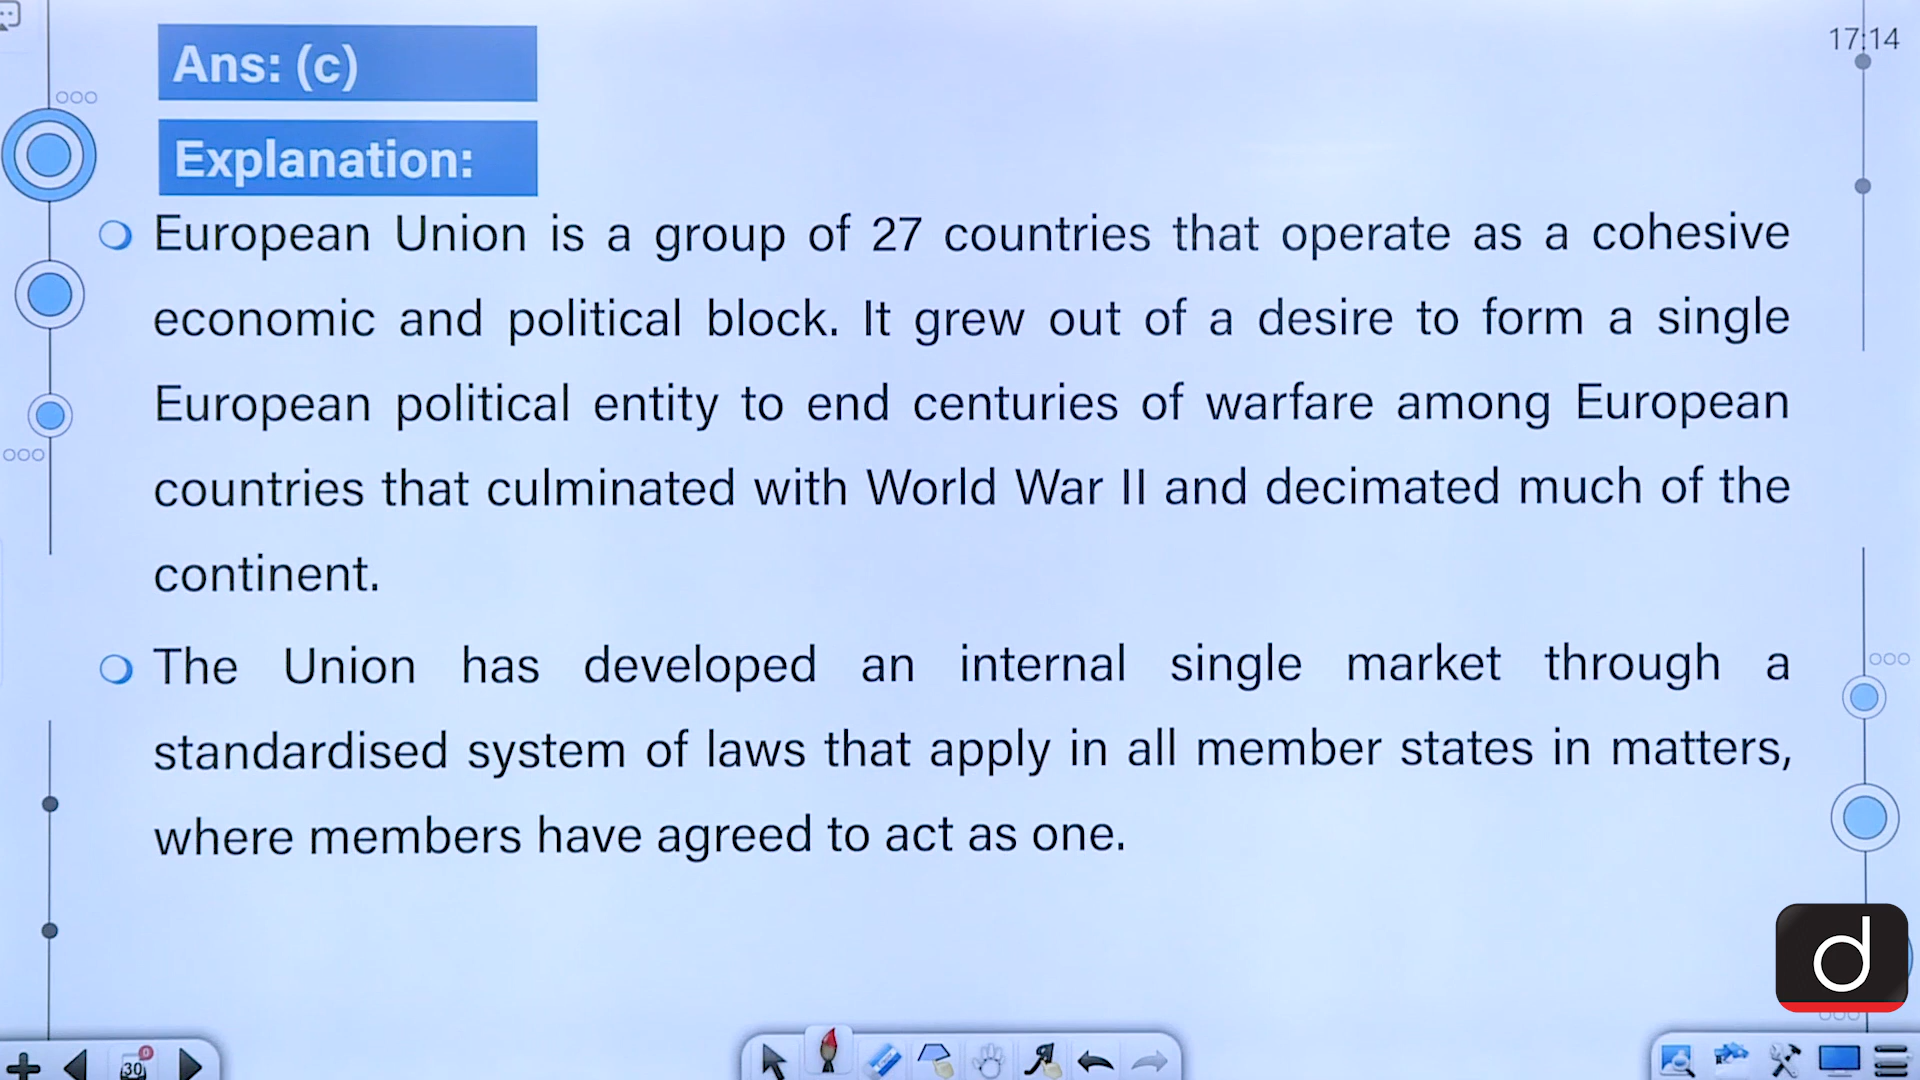 17:14
Ans: (c)
Explanation:
European Union is a group of 27 countries that operate as a cohesive
economic and political block. It grew out of a desire to form a single
European political entity to end centuries of warfare among European
countries that culminated with World War II and decimated much of the
continent.
The Union has developed an internal single market through a
standardised system of laws that apply in all member states in matters,
where members have agreed to act as one.
d
0
30